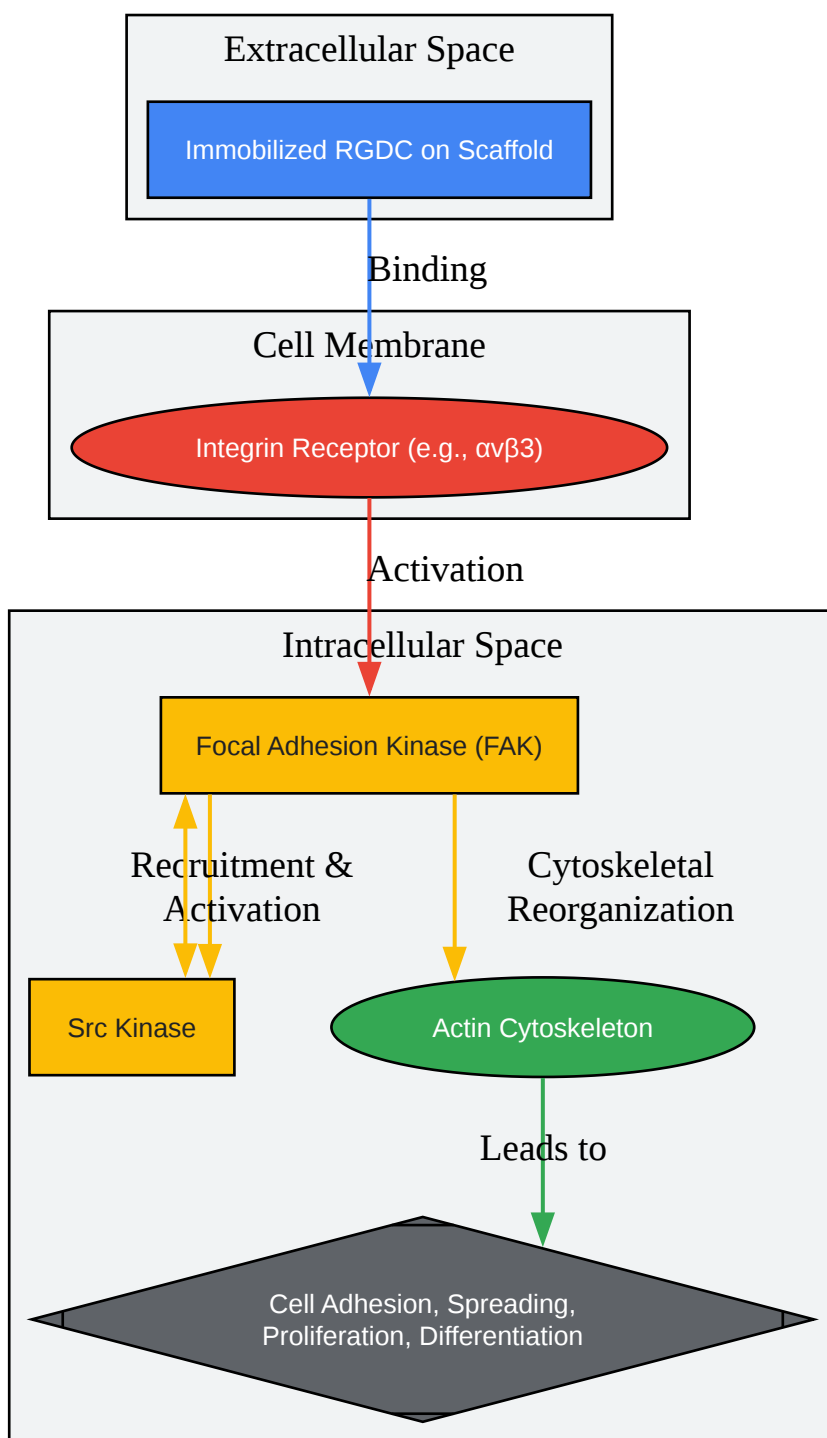 Extracellular Space
Immobilized RGDC on Scaffold
Binding
Cell Membrane
Integrin Receptor (e.g., αvβ3)
Activation
Intracellular Space
Focal Adhesion Kinase (FAK)
Recruitment &
Activation
Cytoskeletal
Reorganization
Src Kinase
Actin Cytoskeleton
Leads to
Cell Adhesion, Spreading,
Proliferation, Differentiation